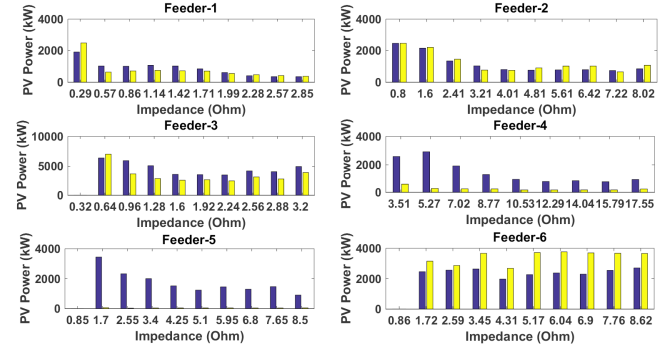 Feeder-1
PV Power (kW)
4000
2000
0
0.29 0.57 0.86 1.14 1.42 1.71 1.99 2.28 2.57 2.85
Impedance (Ohm)
Feeder-2
PV Power (kW)
4000
2000
0
0.8 1.6 2.41 3.21 4.01 4.81 5.61 6.42 7.22 8.02
Impedance (Ohm)
Feeder-3
PV Power (kW)
10000
5000
0
0.32 0.64 0.96 1.28 1.6 1.92 2.24 2.56 2.88 3.2
Impedance (Ohm)
Feeder-4
PV Power (kW)
4000
2000
0
3.51 5.27 7.02 8.77 10.53 12.29 14.04 15.79 17.55
Impedance (Ohm)
Feeder-5
PV Power (kW)
4000
2000
0
0.85 1.7 2.55 3.4 4.25 5.1 5.95 6.8 7.65 8.5
Impedance (Ohm)
Feeder-6
PV Power (kW)
4000
3000
2000
1000
0
0.86 1.72 2.59 3.45 4.31 5.17 6.04 6.9 7.76 8.62
Impedance (Ohm)